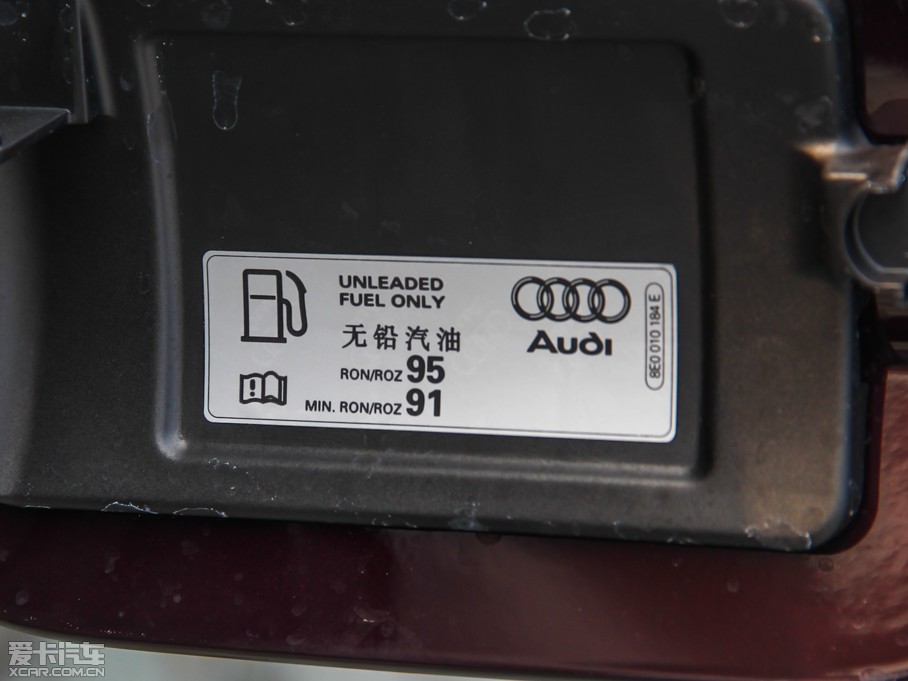 UNLEADED
FUEL ONLY
无铅汽油
RON/ROZ 95
MIN. RON/ROZ 91
Audi
8E0 010 184 E
爱卡汽车
XCAR.COM.CN